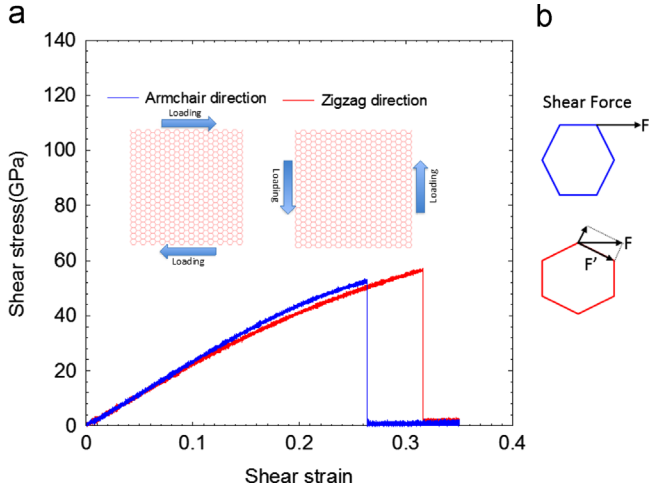 a
b
140
120
100
80
60
40
20
0
Shear stress(GPa)
0
0.1
0.2
0.3
0.4
Shear strain
Armchair direction
Zigzag direction
Loading
Loading
Loading
Loading
Shear Force
F
F
F'